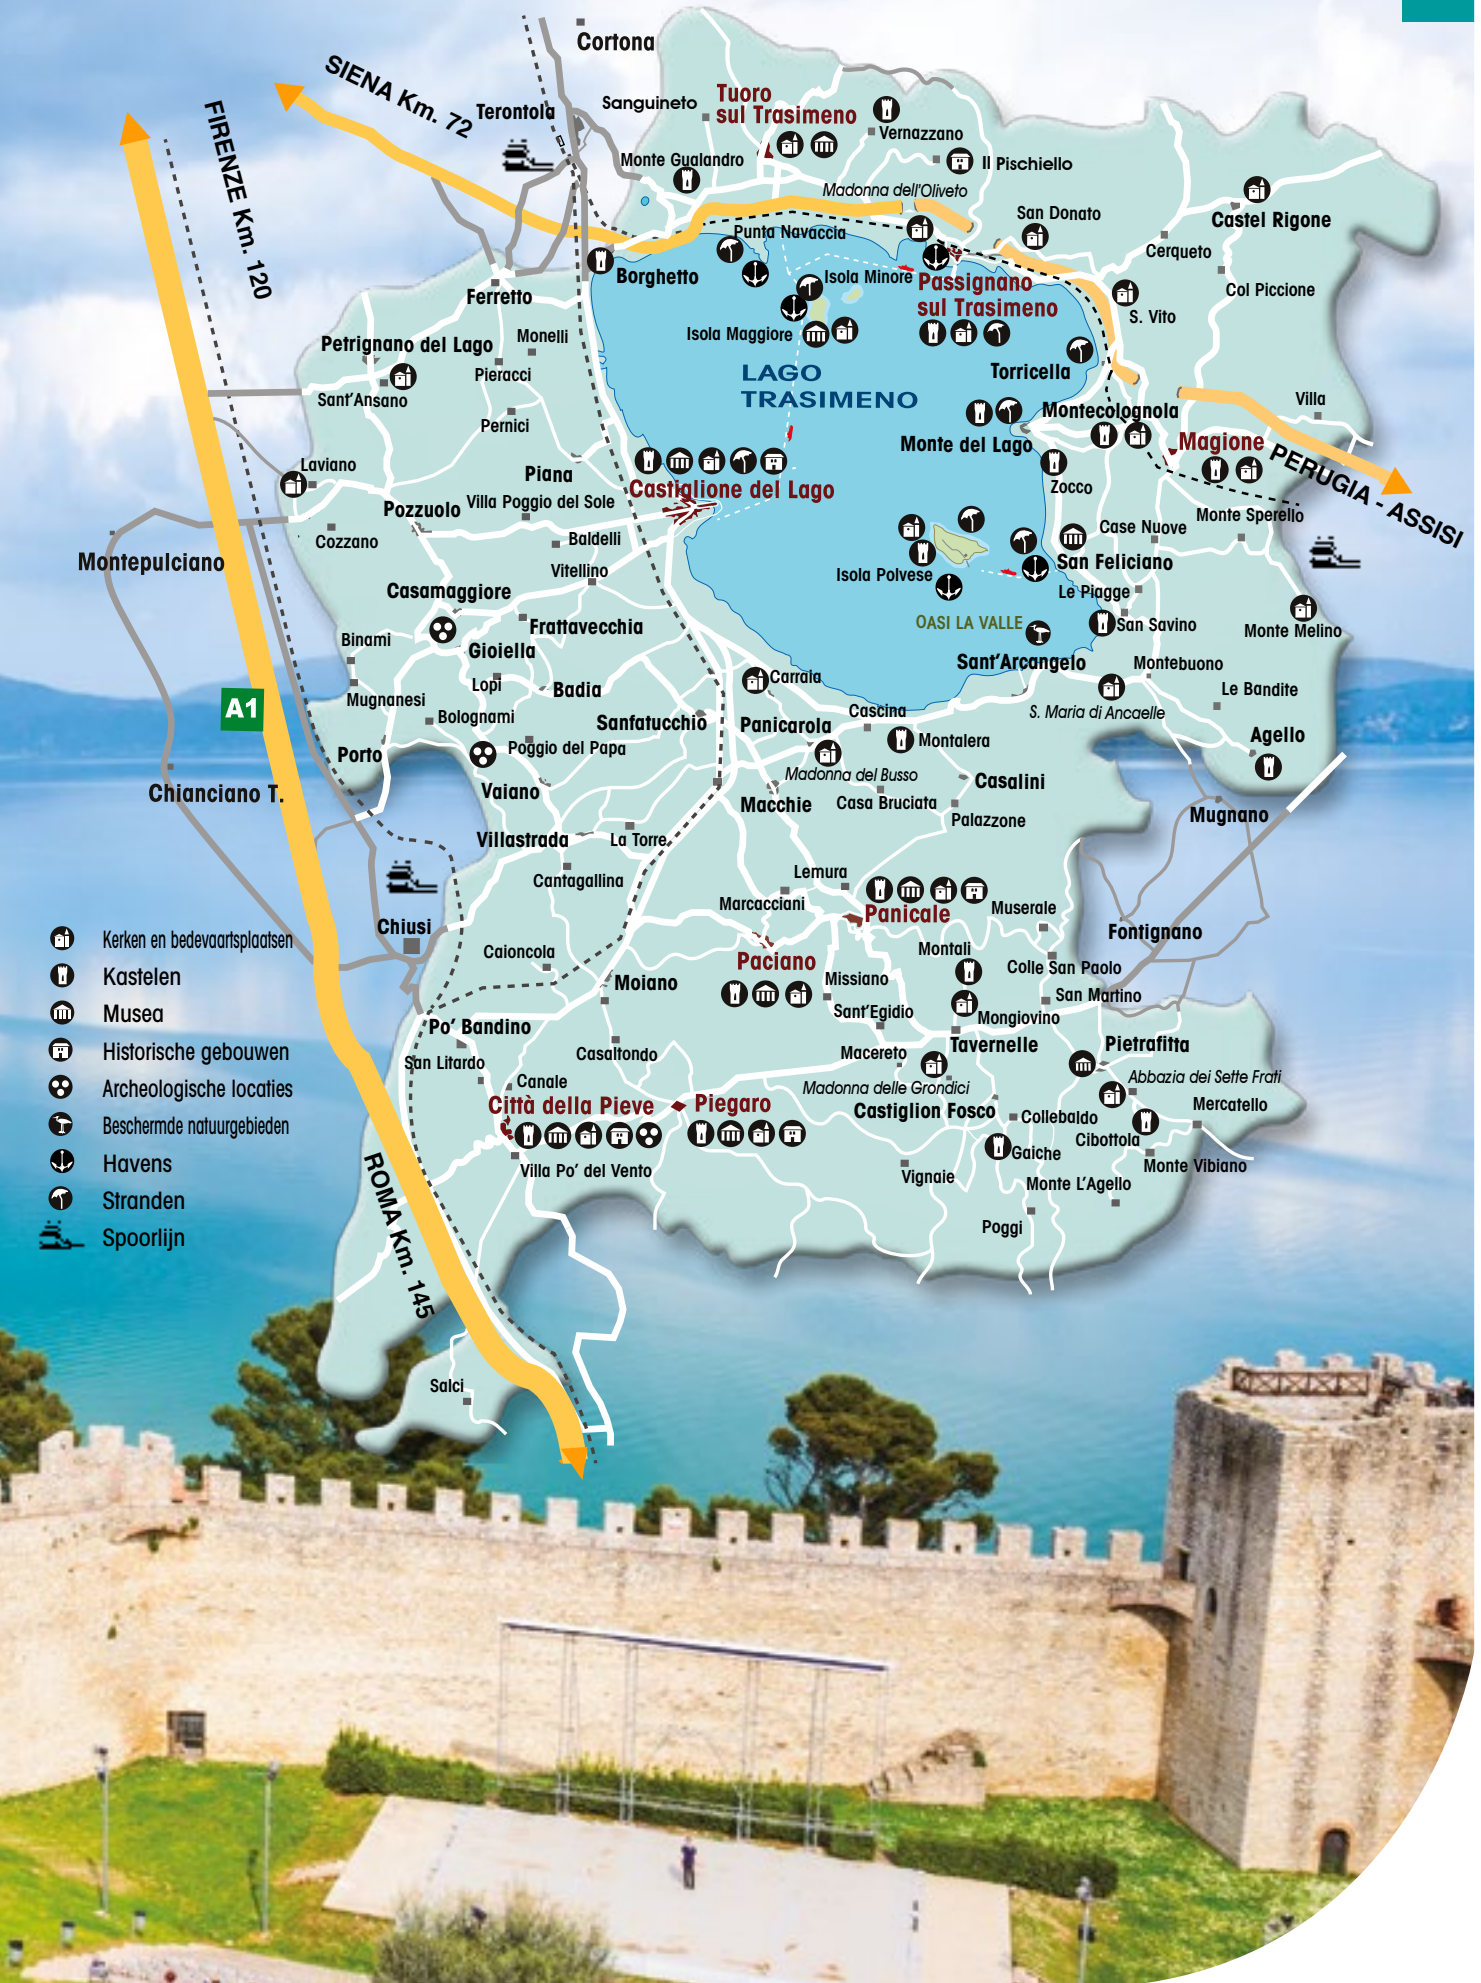 Cortona
SIENA Km. 72
FIRENZE Km. 120
Terontola
Sanguineto
Tuoro
sul Trasimeno
Vernazzano
Il Pischiello
Monte Gualandro
Madonna dell'Oliveto
San Donato
Castel Rigone
Punta Navaccia
Cerqueto
Borghetto
Isola Minore
Passignano
sul Trasimeno
Col Piccione
S. Vito
Ferretto
Monelli
Isola Maggiore
Petrignano del Lago
Pieracci
LAGO
TRASIMENO
Torricella
Sant'Ansano
Villa
Pernici
Montecolognola
Monte del Lago
Magione
PERUGIA - ASSISI
Laviano
Piana
Castiglione del Lago
Zocco
Villa Poggio del Sole
Pozzuolo
Monte Sperello
Cozzano
Baldelli
Case Nuove
Montepulciano
San Feliciano
Vitellino
Isola Polvese
Casamaggiore
Le Piagge
Frattavecchia
OASI LA VALLE
San Savino
Monte Melino
Binami
Gioiella
Sant'Arcangelo
Montebuono
Lopi
Badia
Carraia
Le Bandite
Mugnanesi
A1
Bolognami
Sanfatucchio
Panicarola
Cascina
S. Maria di Ancaelle
Montalera
Agello
Porto
Poggio del Papa
Madonna del Busso
Casalini
Chianciano T.
Vaiano
Macchie
Casa Bruciata
Palazzone
Mugnano
Villastrada
La Torre
Lemura
Cantagallina
Marcacciani
Panicale
Muserale
Chiusi
Fontignano
Kerken en bedevaartsplaatsen
Caioncola
Paciano
Montali
Colle San Paolo
Kastelen
Moiano
Missiano
San Martino
Musea
Po' Bandino
Sant'Egidio
Mongiovino
Historische gebouwen
San Litardo
Casaltondo
Macereto
Tavernelle
Pietrafitta
Archeologische locaties
Canale
Madonna delle Grondici
Abbazia dei Sette Frati
Città della Pieve
Piegaro
Castiglion Fosco
Collebaldo
Mercatello
Beschermde natuurgebieden
Cibottola
Havens
Gaiche
Monte Vibiano
Villa Po' del Vento
Vignaie
Monte L'Agello
Stranden
Poggi
Spoorlijn
ROMA Km. 145
Salci